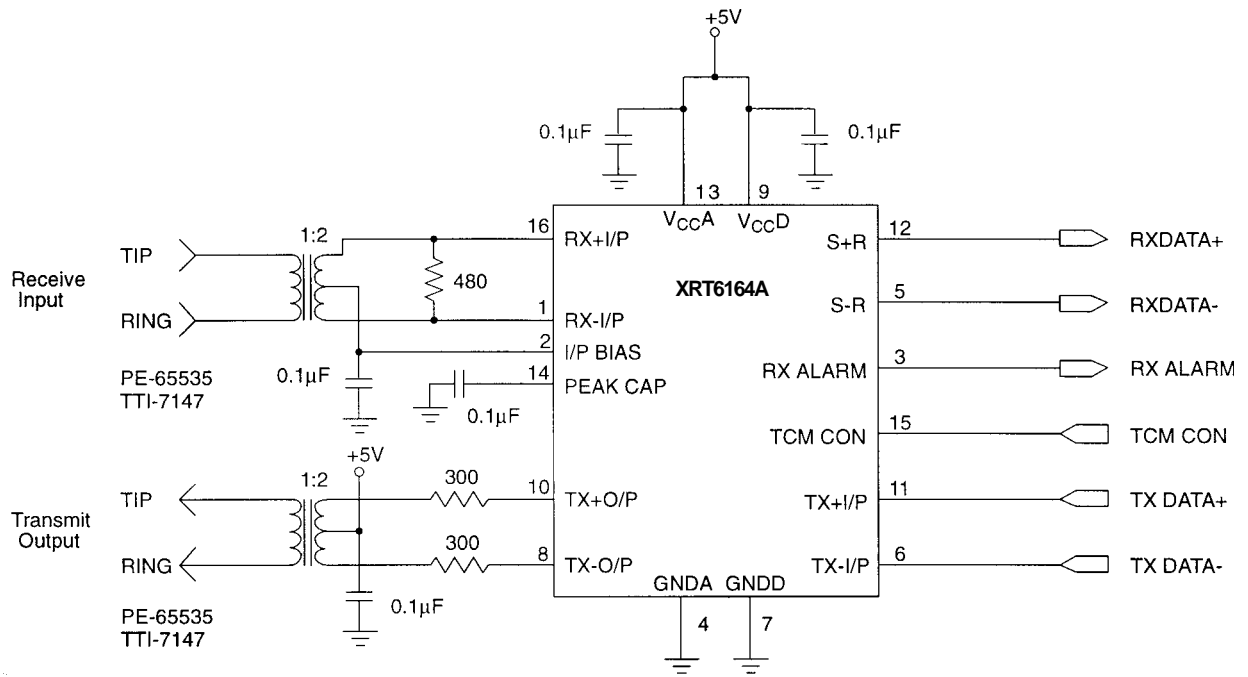 +5V
0.1µF
0.1µF
13
9
VCCA
VCCD
16
RX+I/P
S+R
12
RXDATA+
1:2
TIP
Receive
Input
480
XRT6164A
RING
1
RX-I/P
S-R
5
RXDATA-
2
I/P BIAS
PE-65535
TTI-7147
0.1µF
14
PEAK CAP
0.1µF
RX ALARM
3
RX ALARM
TCM CON
15
TCM CON
+5V
1:2
300
TIP
10
TX+O/P
TX+I/P
11
TX DATA+
Transmit
Output
300
RING
8
TX-O/P
TX-I/P
6
TX DATA-
GNDA
GNDD
0.1µF
4
7
PE-65535
TTI-7147